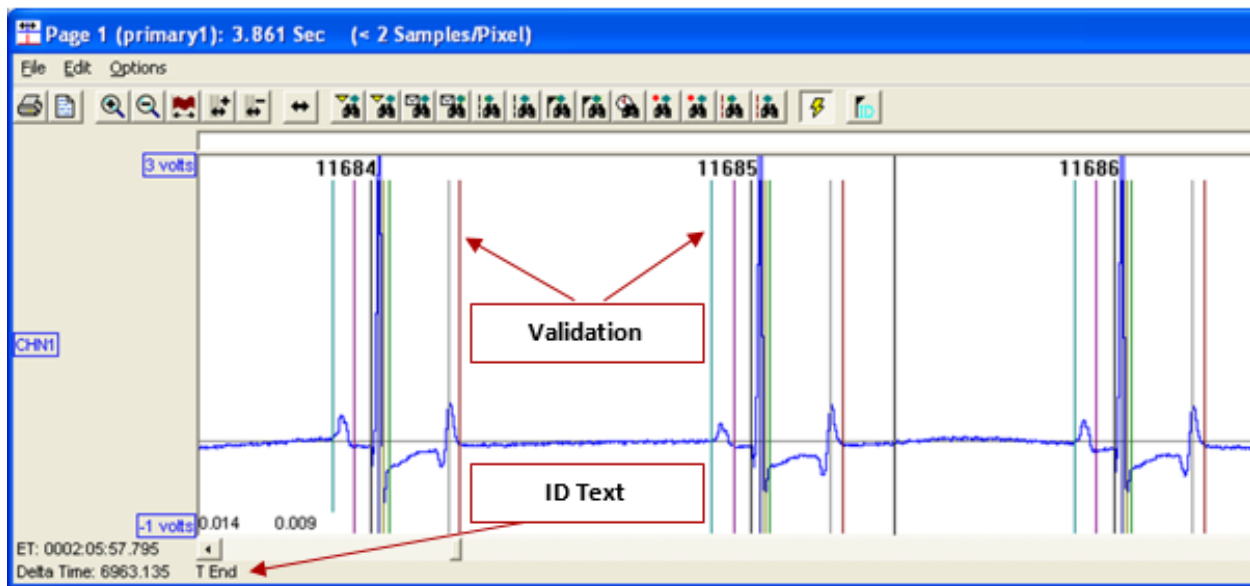 Page 1 (primary1): 3.861 Sec (< 2 Samples/Pixel)
File Edit Options
ID
3 volts
11684 11685 11686
Validation
CHN1
ID Text
-1 volts 0.014 0.009
ET: 0002:05:57.795
Delta Time: 6963.135 T End